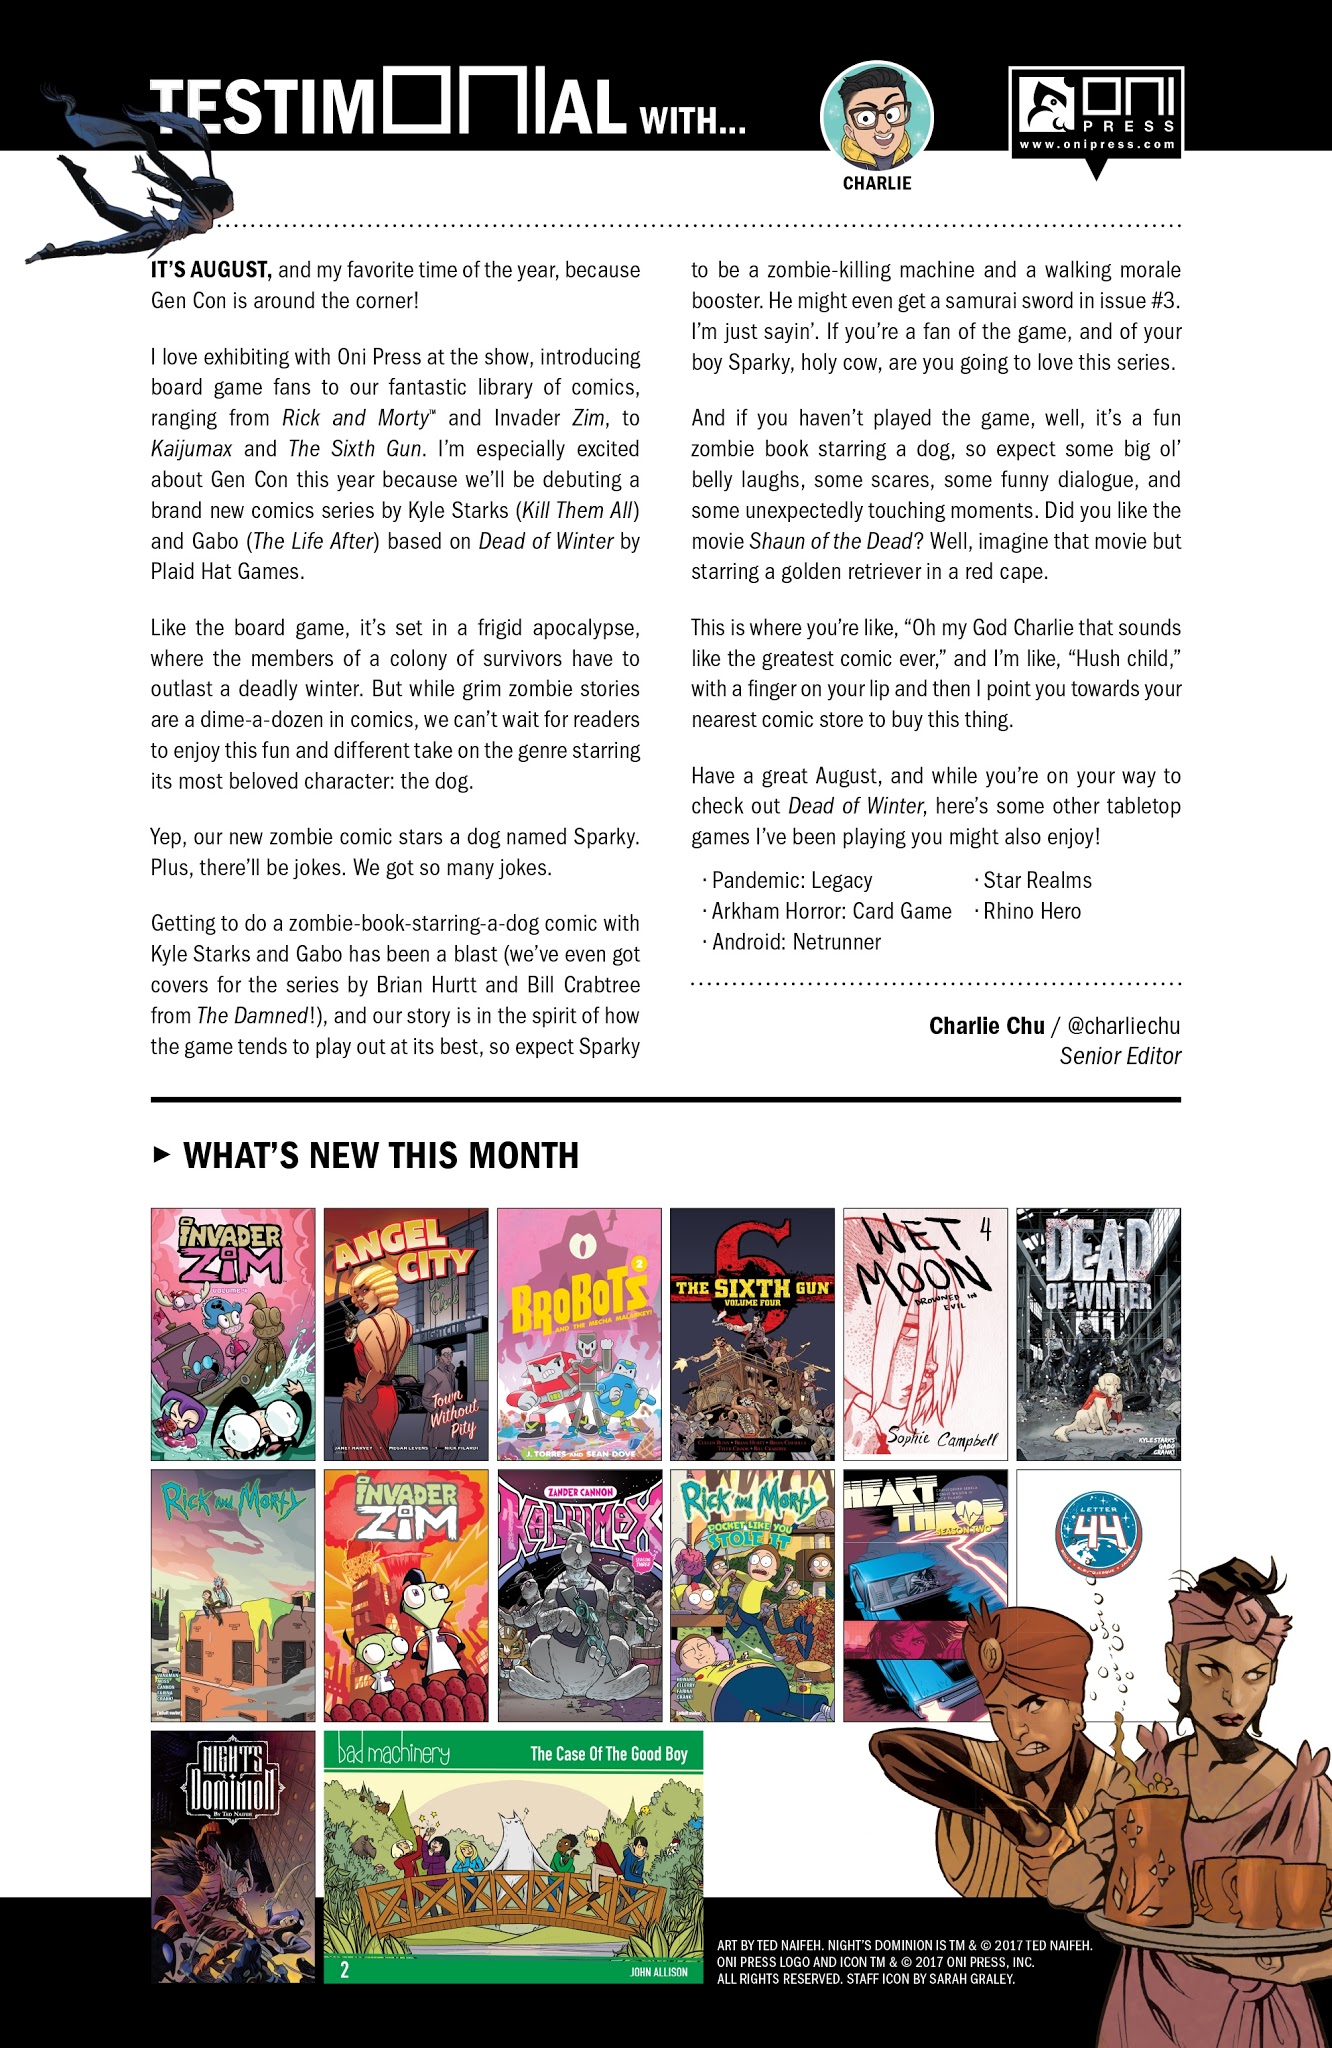 TESTIMONIAL WITH...
CHARLIE
ONI
PRESS
www.onipress.com
IT'S AUGUST, and my favorite time of the year, because
Gen Con is around the corner!
I love exhibiting with Oni Press at the show, introducing
board game fans to our fantastic library of comics,
ranging from Rick and Morty™ and Invader Zim, to
Kaijumax and The Sixth Gun. I'm especially excited
about Gen Con this year because we'll be debuting a
brand new comics series by Kyle Starks (Kill Them All)
and Gabo (The Life After) based on Dead of Winter by
Plaid Hat Games.
Like the board game, it's set in a frigid apocalypse,
where the members of a colony of survivors have to
outlast a deadly winter. But while grim zombie stories
are a dime-a-dozen in comics, we can't wait for readers
to enjoy this fun and different take on the genre starring
its most beloved character: the dog.
Yep, our new zombie comic stars a dog named Sparky.
Plus, there'll be jokes. We got so many jokes.
Getting to do a zombie-book-starring-a-dog comic with
Kyle Starks and Gabo has been a blast (we've even got
covers for the series by Brian Hurtt and Bill Crabtree
from The Damned!), and our story is in the spirit of how
the game tends to play out at its best, so expect Sparky
to be a zombie-killing machine and a walking morale
booster. He might even get a samurai sword in issue #3.
I'm just sayin'. If you're a fan of the game, and of your
boy Sparky, holy cow, are you going to love this series.
And if you haven't played the game, well, it's a fun
zombie book starring a dog, so expect some big ol'
belly laughs, some scares, some funny dialogue, and
some unexpectedly touching moments. Did you like the
movie Shaun of the Dead? Well, imagine that movie but
starring a golden retriever in a red cape.
This is where you're like, “Oh my God Charlie that sounds
like the greatest comic ever,” and I'm like, “Hush child,”
with a finger on your lip and then I point you towards your
nearest comic store to buy this thing.
Have a great August, and while you're on your way to
check out Dead of Winter, here's some other tabletop
games I've been playing you might also enjoy!
· Pandemic: Legacy
· Arkham Horror: Card Game
· Android: Netrunner
· Star Realms
· Rhino Hero
Charlie Chu / @charliechu
Senior Editor
WHAT'S NEW THIS MONTH
INVADER
ZIM
VOLUME 4
ANGEL
CITY
NIGHTCLUB
Town
Without
Pity
JANET HARVEY · MEGAN LEVENS · NICK FILARDI
2
BROBOTS
AND THE MECHA MALARKEY!
J. TORRES AND SEAN DOVE
6
THE SIXTH GUN
VOLUME FOUR
WET 4
MOON
DROWNED IN
EVIL
Sophie Campbell
DEAD
OF WINTER
KYLE STARKS
GABO
CRANK!
Rick and Morty
INVADER
ZIM
ZANDER CANNON
KAIJUMAX
Rick and Morty
POCKET LIKE YOU
STOLE IT
HEART
THROB
SEASON TWO
LETTER
44
NIGHT'S
DOMINION
BY TED NAIFEH
bad machinery
The Case Of The Good Boy
2
JOHN ALLISON
ART BY TED NAIFEH. NIGHT'S DOMINION IS TM & © 2017 TED NAIFEH.
ONI PRESS LOGO AND ICON TM & © 2017 ONI PRESS, INC.
ALL RIGHTS RESERVED. STAFF ICON BY SARAH GRALEY.